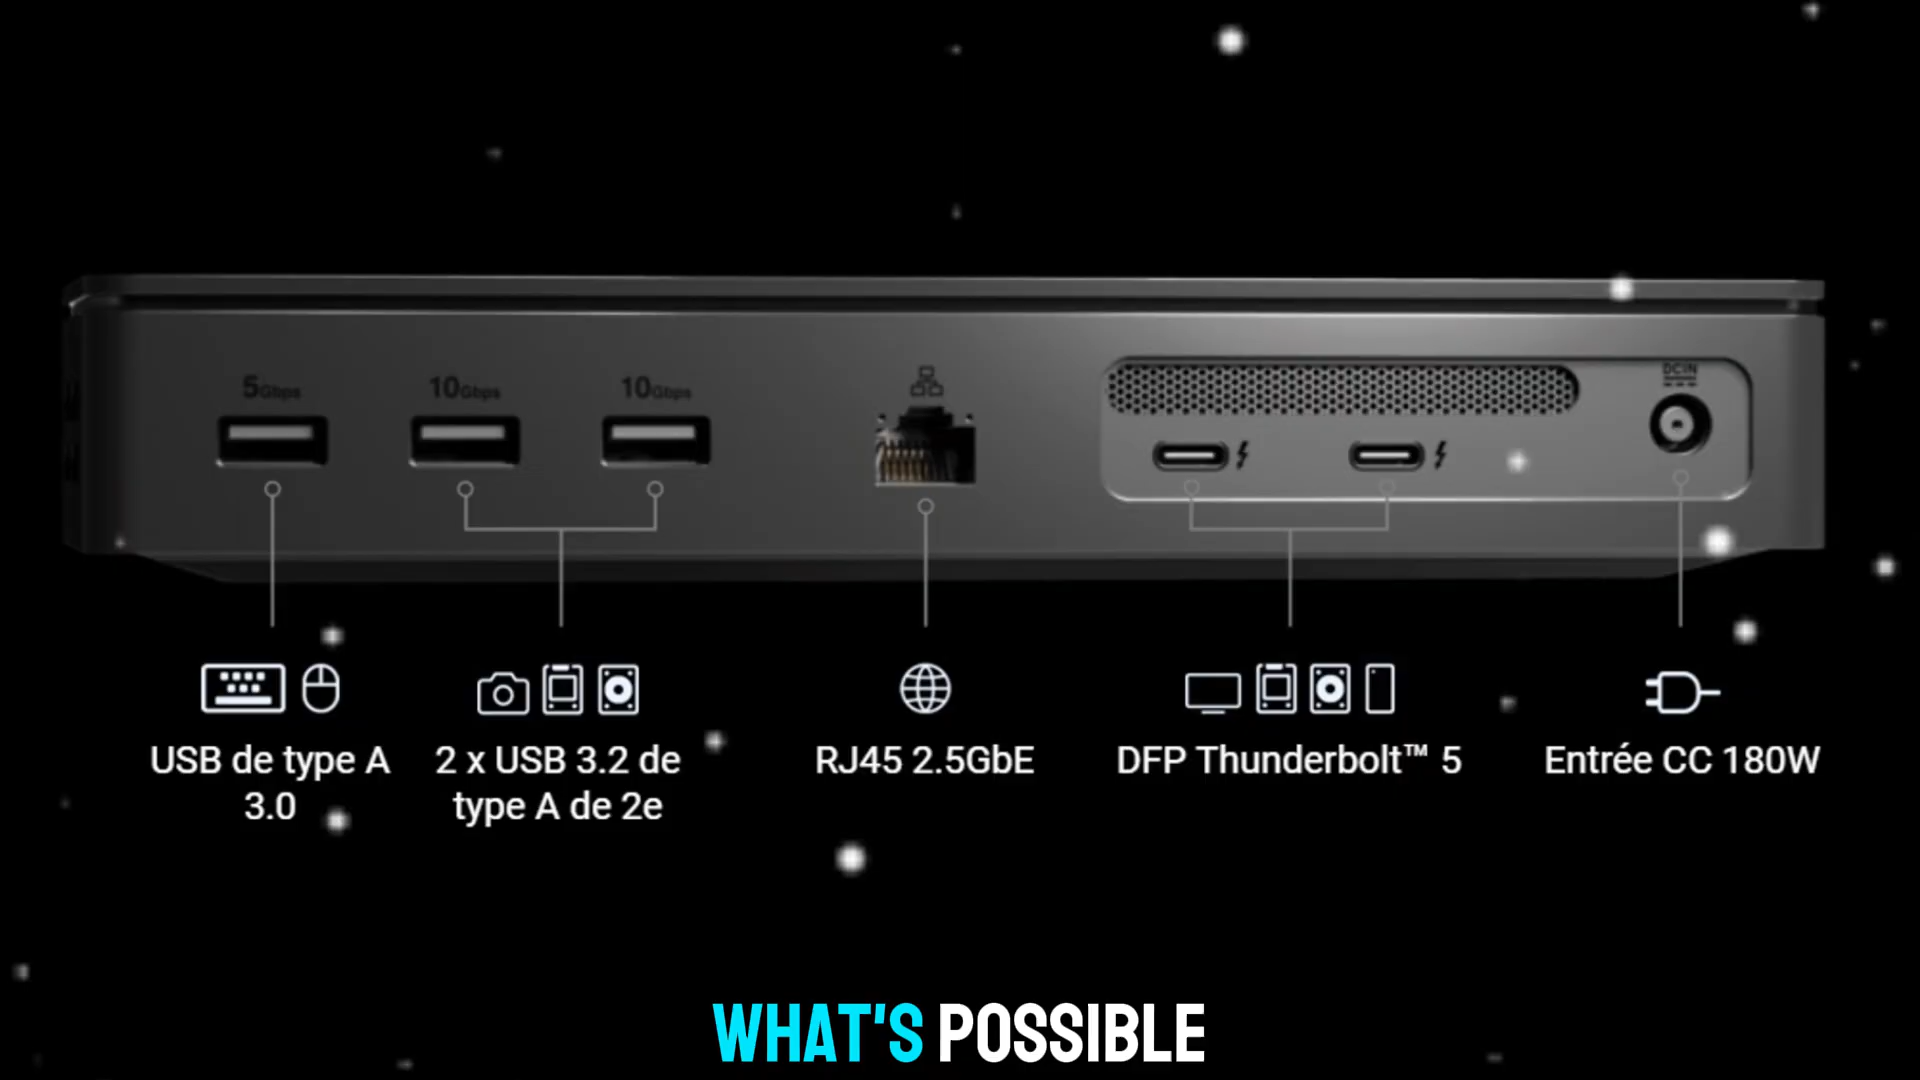 5Gbps
10Gbps
10Gbps
DCIN
USB de type A
3.0
2 x USB 3.2 de
type A de 2e
RJ45 2.5GbE
DFP Thunderbolt™ 5
Entrée CC 180W
WHAT'S POSSIBLE